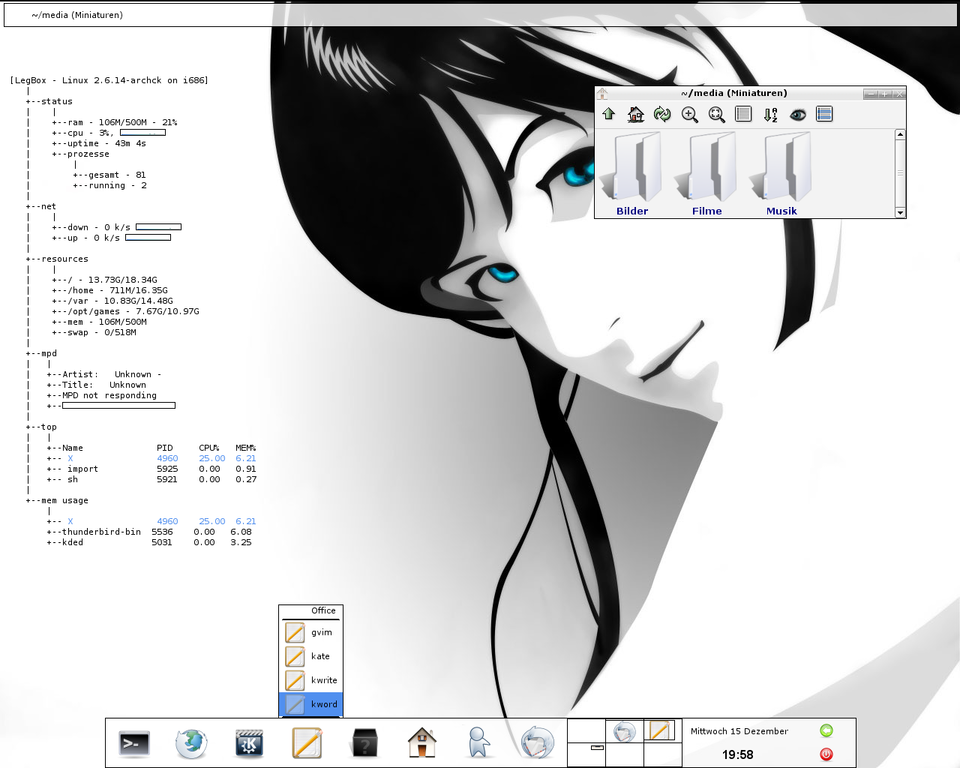 ~/media (Miniaturen)
[LegBox - Linux 2.6.14-archck on i686]
+--status
+--ram - 106M/500M - 21%
+--cpu - 3%,
+--uptime - 43m 4s
+--prozesse
+--gesamt - 81
+--running - 2
+--net
+--down - 0 k/s
+--up - 0 k/s
+--resources
+--/ - 13.73G/18.34G
+--/home - 711M/16.35G
+--/var - 10.83G/14.48G
+--/opt/games - 7.67G/10.97G
+--mem - 106M/500M
+--swap - 0/518M
+--mpd
+--Artist: Unknown -
+--Title: Unknown
+--MPD not responding
+--
+--top
+--Name PID CPU% MEM%
+-- X 4960 25.00 6.21
+-- import 5925 0.00 0.91
+-- sh 5921 0.00 0.27
+--mem usage
+-- X 4960 25.00 6.21
+--thunderbird-bin 5536 0.00 6.08
+--kded 5031 0.00 3.25
~/media (Miniaturen)
Bilder Filme Musik
Office
gvim
kate
kwrite
kword
Mittwoch 15 Dezember
19:58